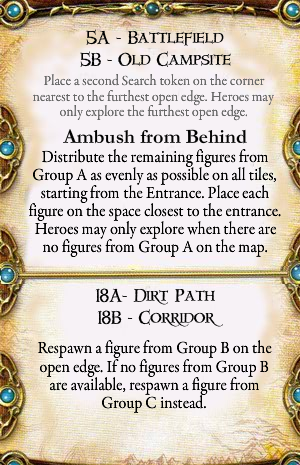 5A - Battlefield
5B - Old Campsite
Place a second Search token on the corner
nearest to the furthest open edge. Heroes may
only explore the furthest open edge.
Ambush from Behind
Distribute the remaining figures from
Group A as evenly as possible on all tiles,
starting from the Entrance. Place each
figure on the space closest to the entrance.
Heroes may only explore when there are
no figures from Group A on the map.
18A- Dirt Path
18B - Corridor
Respawn a figure from Group B on the
open edge. If no figures from Group B
are available, respawn a figure from
Group C instead.